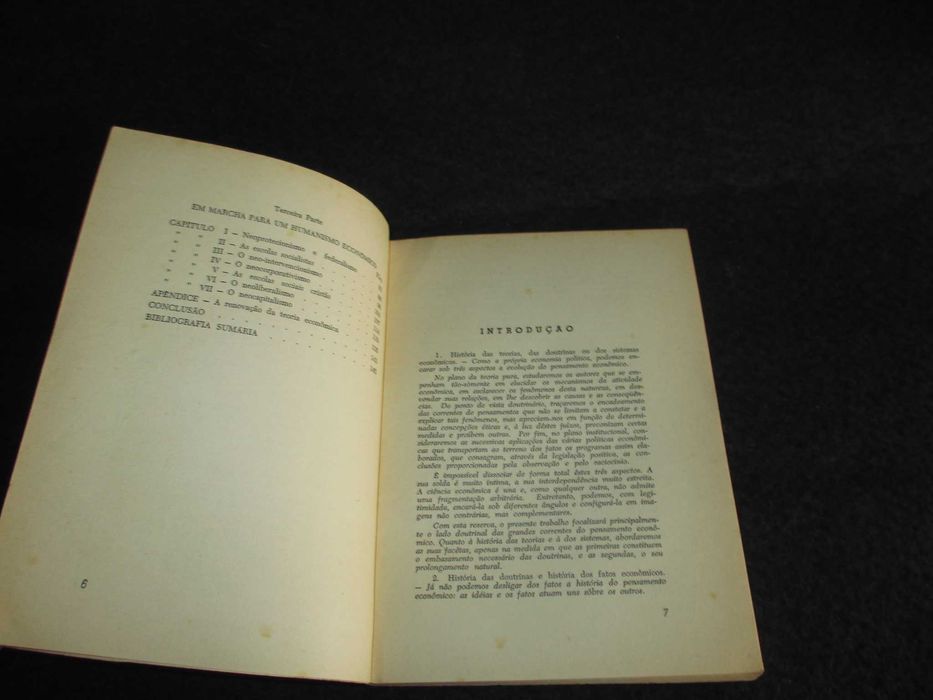 Terceira Parte
EM MARCHA PARA UM HUMANISMO ECONÔMICO
CAPÍTULO I — Neoprotecionismo e federalismo
" " II — As escolas socialistas
" " III — O neo-intervencionismo
" " IV — O neocorporativismo
" " V — As escolas sociais cristãs
" " VI — O neoliberalismo
" " VII — O neocapitalismo
APÊNDICE — A renovação da teoria econômica
CONCLUSÃO
BIBLIOGRAFIA SUMÁRIA
6
INTRODUÇÃO
1. História das teorias, das doutrinas ou dos sistemas
econômicos. — Como a própria economia política, podemos en-
carar sob três aspectos a evolução do pensamento econômico.
No plano da teoria pura, estudaremos os autores que se em-
penham tão-sòmente em elucidar os mecanismos da atividade
econômica, em esclarecer os fenômenos desta natureza, em des-
vendar suas relações, em lhe descobrir as causas e as conseqüên-
cias. Do ponto de vista doutrinário, traçaremos o encadeamento
das correntes de pensamentos que não se limitam a constatar e a
explicar tais fenômenos, mas apreciam-nos em função de determi-
nadas concepções éticas e, à luz dêstes juízos, preconizam certas
medidas e proíbem outras. Por fim, no plano institucional, con-
sideraremos as sucessivas aplicações das várias políticas econômi-
cas que transportam ao terreno dos fatos os programas assim ela-
borados, que consagram, através da legislação positiva, as con-
clusões proporcionadas pela observação e pelo raciocínio.
É impossível dissociar de forma total êstes três aspectos. A
sua solda é muito íntima, a sua interdependência muito estreita.
A ciência econômica é una e, como qualquer outra, não admite
uma fragmentação arbitrária. Entretanto, podemos, com legi-
timidade, encará-la sob diferentes ângulos e configurá-la em ima-
gens não contrárias, mas complementares.
Com esta reserva, o presente trabalho focalizará principalmen-
te o lado doutrinal das grandes correntes do pensamento econô-
mico. Quanto à história das teorias e à dos sistemas, abordaremos
as suas facêtas, apenas na medida em que as primeiras constituem
o embasamento necessário das doutrinas, e as segundas, o seu
prolongamento natural.
2. História das doutrinas e história dos fatos econômicos.
— Já não podemos desligar dos fatos a história do pensamento
econômico: as idéias e os fatos atuam uns sôbre os outros.
7